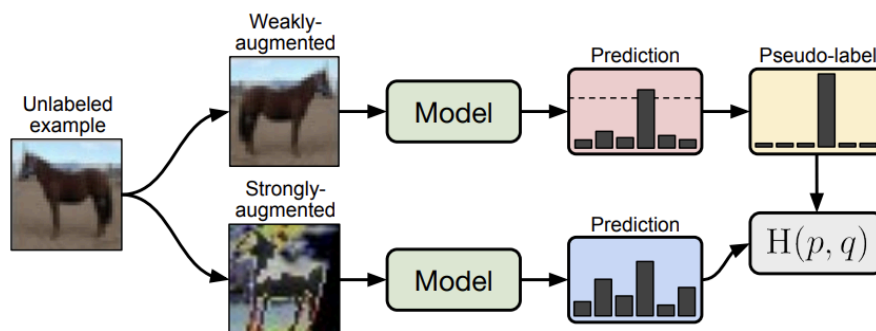 Weakly-
augmented
Prediction
Pseudo-label
Unlabeled
example
Model
Strongly-
augmented
Prediction
Model
H(p, q)